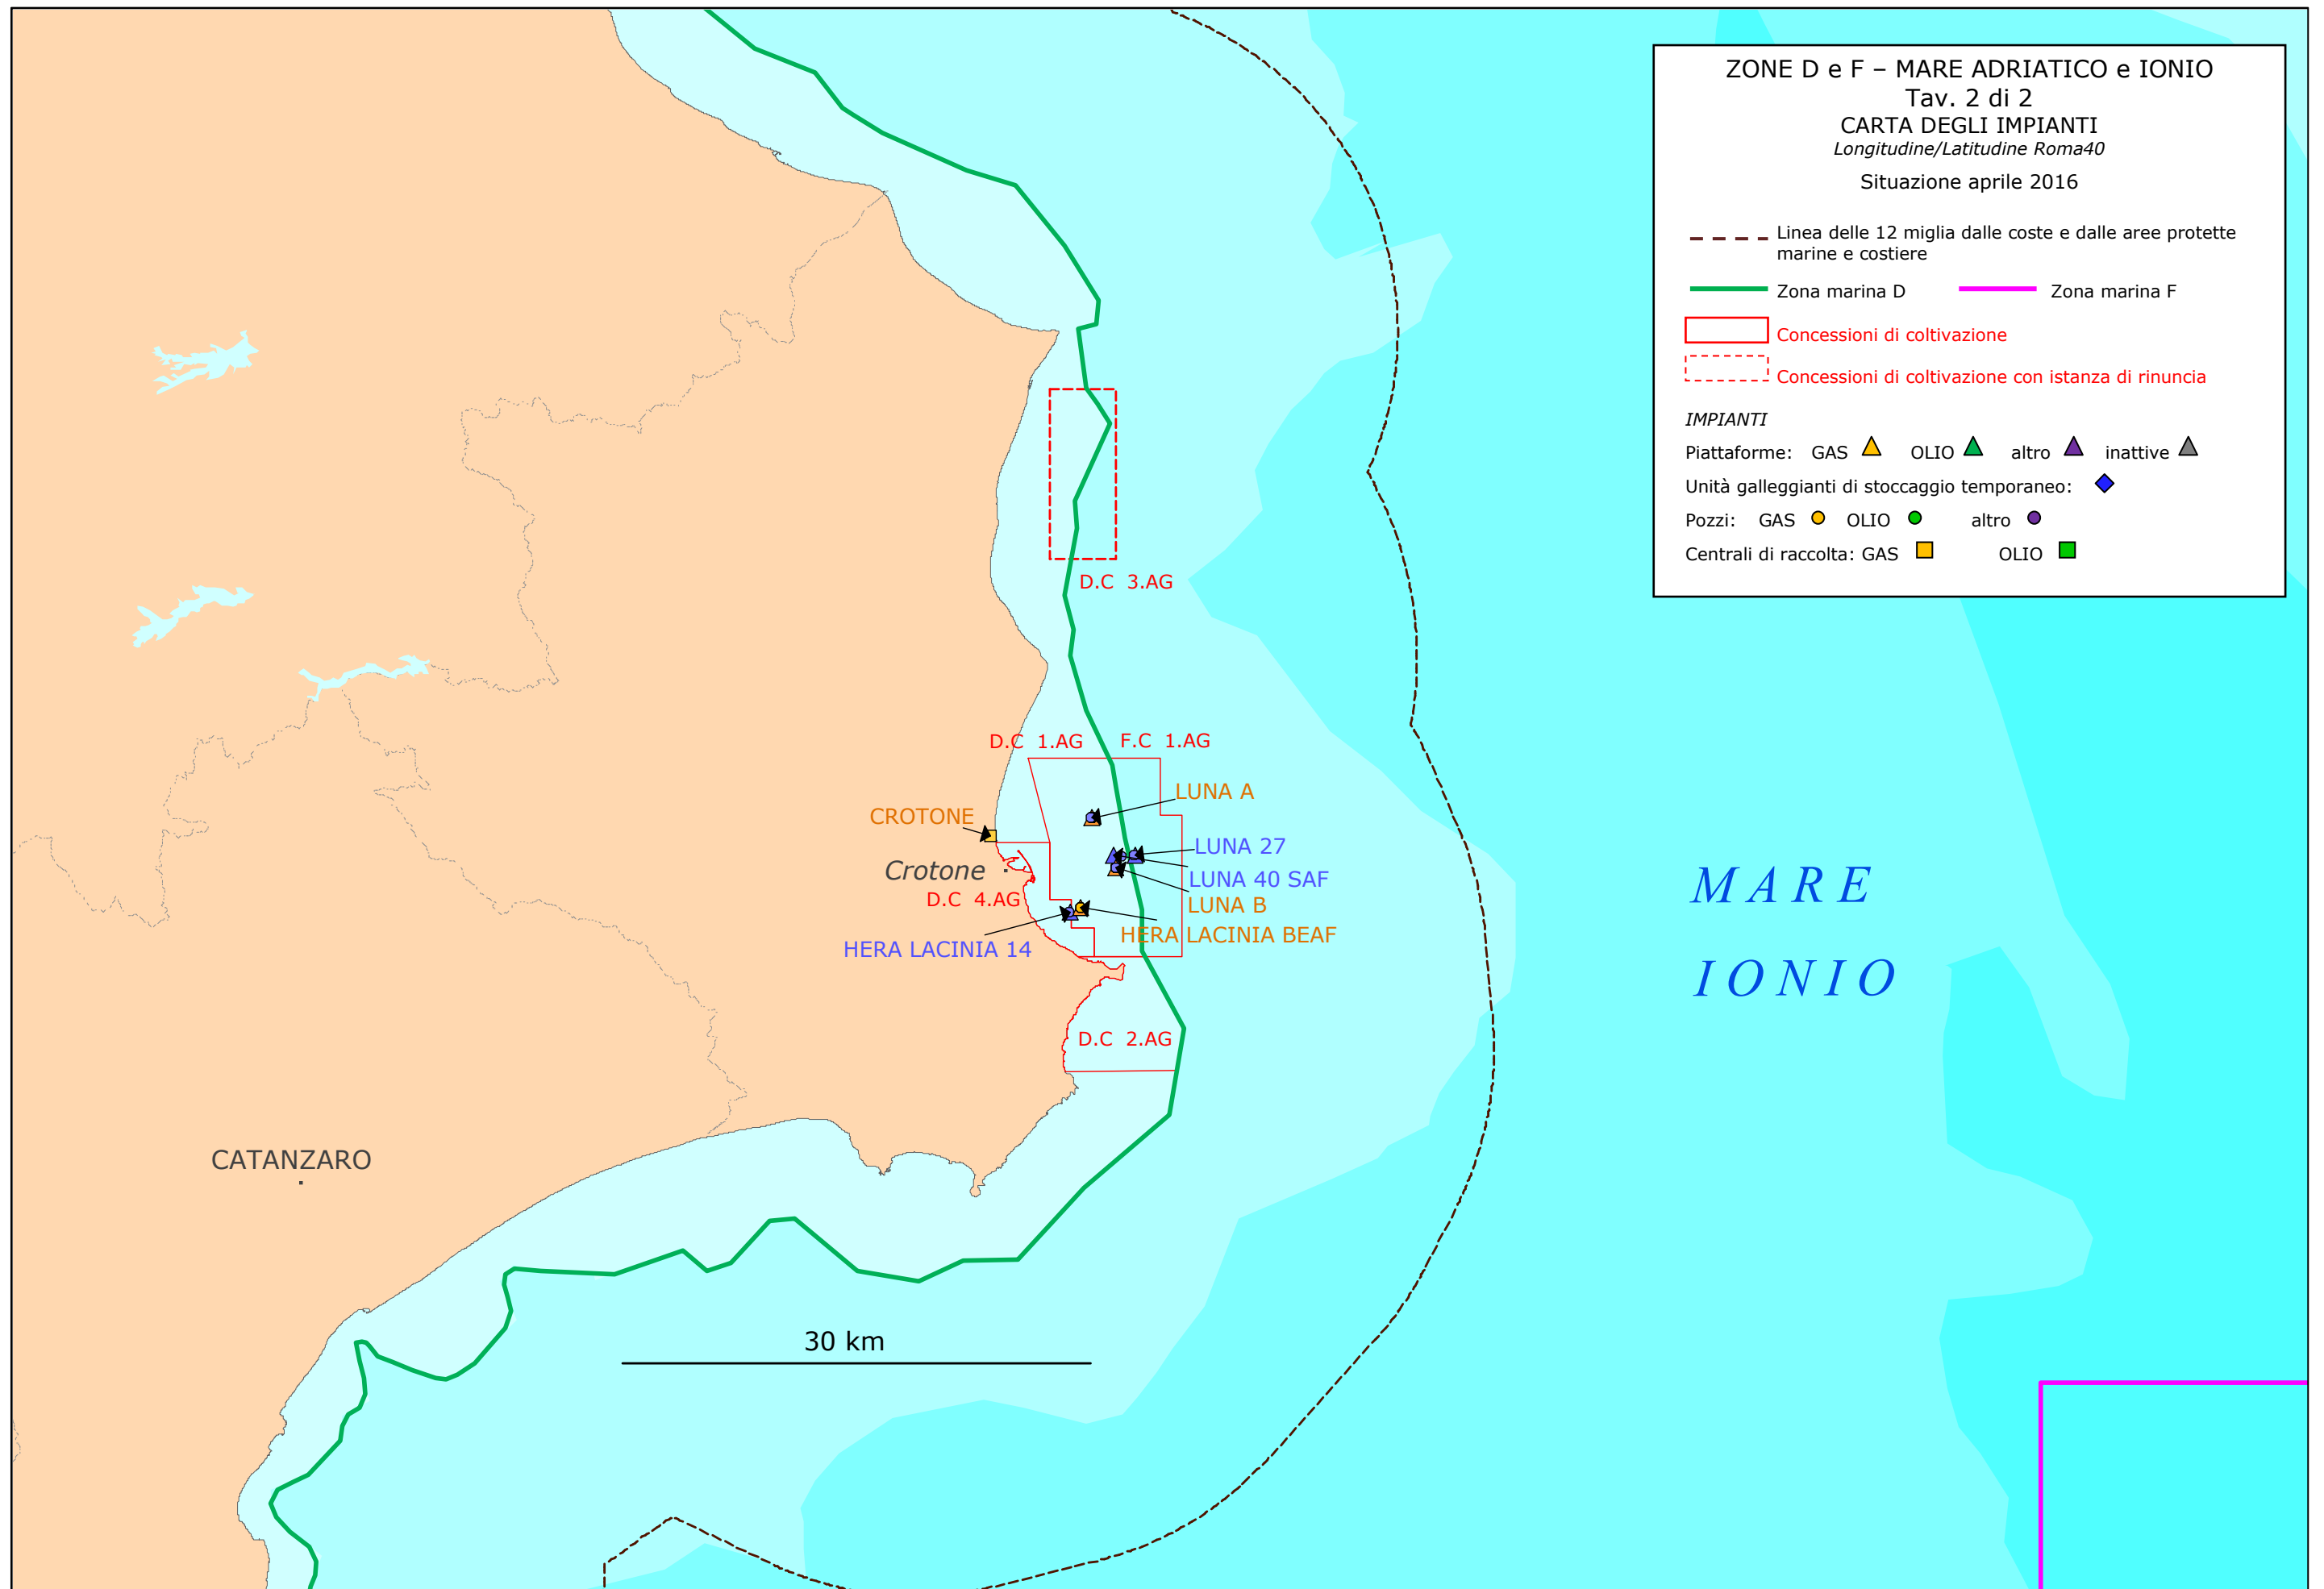 ZONE D e F – MARE ADRIATICO e IONIO
Tav. 2 di 2
CARTA DEGLI IMPIANTI
Longitudine/Latitudine Roma40
Situazione aprile 2016
Linea delle 12 miglia dalle coste e dalle aree protette
marine e costiere
Zona marina D Zona marina F
Concessioni di coltivazione
Concessioni di coltivazione con istanza di rinuncia
IMPIANTI
Piattaforme: GAS OLIO altro inattive
Unità galleggianti di stoccaggio temporaneo:
Pozzi: GAS OLIO altro
Centrali di raccolta: GAS OLIO
D.C 3.AG
D.C 1.AG F.C 1.AG
LUNA A
CROTONE
LUNA 27
Crotone
LUNA 40 SAF
D.C 4.AG
LUNA B
HERA LACINIA BEAF
HERA LACINIA 14
MARE
IONIO
D.C 2.AG
CATANZARO
30 km